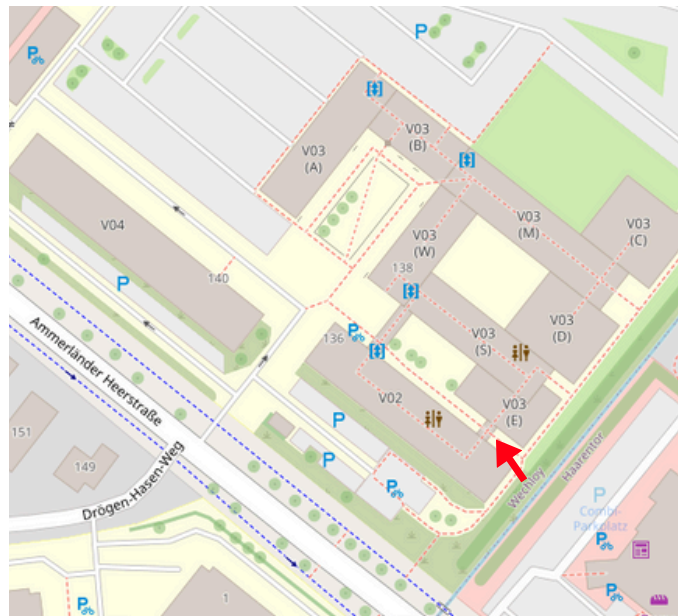 P
P
V03
(B)
V03
(A)
V04
V03
(M)
V03
(C)
V03
(W)
138
140
P
V03
(D)
V03
(S)
P
136
Ammerländer Heerstraße
V02
V03
(E)
P
P
P
151
149
Drögen-Hasen-Weg
Wechloy
Haarentor
P
Combi-
Parkplatz
P
P
P
1